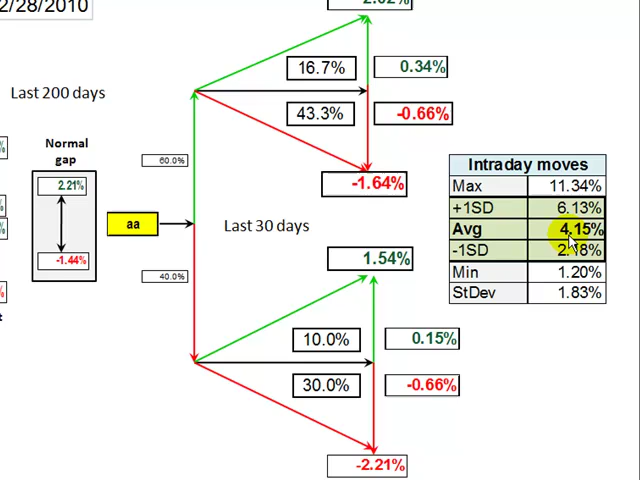 2/28/2010
Last 200 days
16.7%
0.34%
43.3%
-0.66%
-1.64%
Normal
gap
2.21%
-1.44%
60.0%
aa
40.0%
Last 30 days
1.54%
10.0%
0.15%
30.0%
-0.66%
-2.21%
Intraday moves
Max 11.34%
+1SD 6.13%
Avg 4.15%
-1SD 2.18%
Min 1.20%
StDev 1.83%